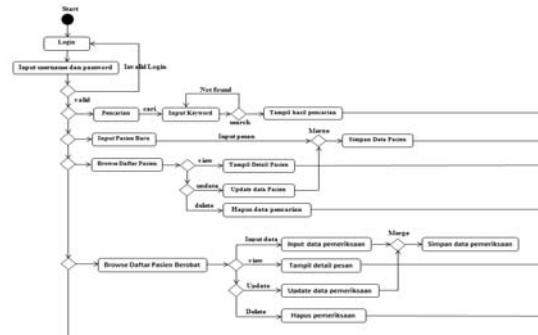 Start
Login
Input username dan password
Invalid Login
valid
Not found
Pencarian
cari
Input Keyword
search
Tampil hasil pencarian
Input Pasien Baru
Input pesan
Merge
Simpan Data Pasien
Browse Daftar Pasien
view
Tampil Detail Pasien
update
Update data Pasien
delete
Hapus data pencarian
Browse Daftar Pasien Berobat
Input data
Input data pemeriksaan
Merge
Simpan data pemeriksaan
view
Tampil detail pesan
Update
Update data pemeriksaan
Delete
Hapus pemeriksaan